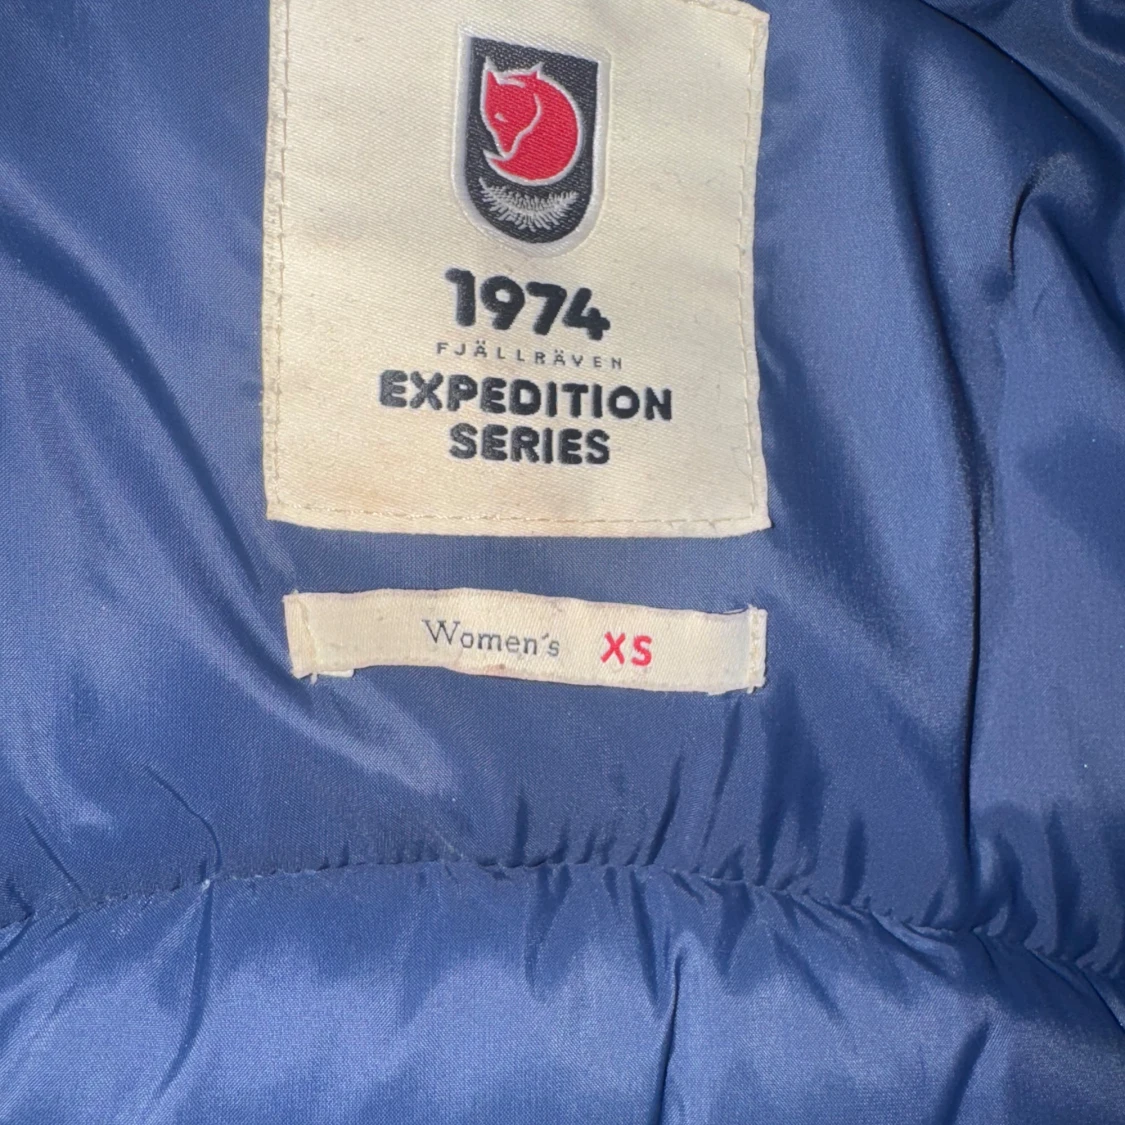 1974
FJÄLLRÄVEN
EXPEDITION
SERIES
Women's XS